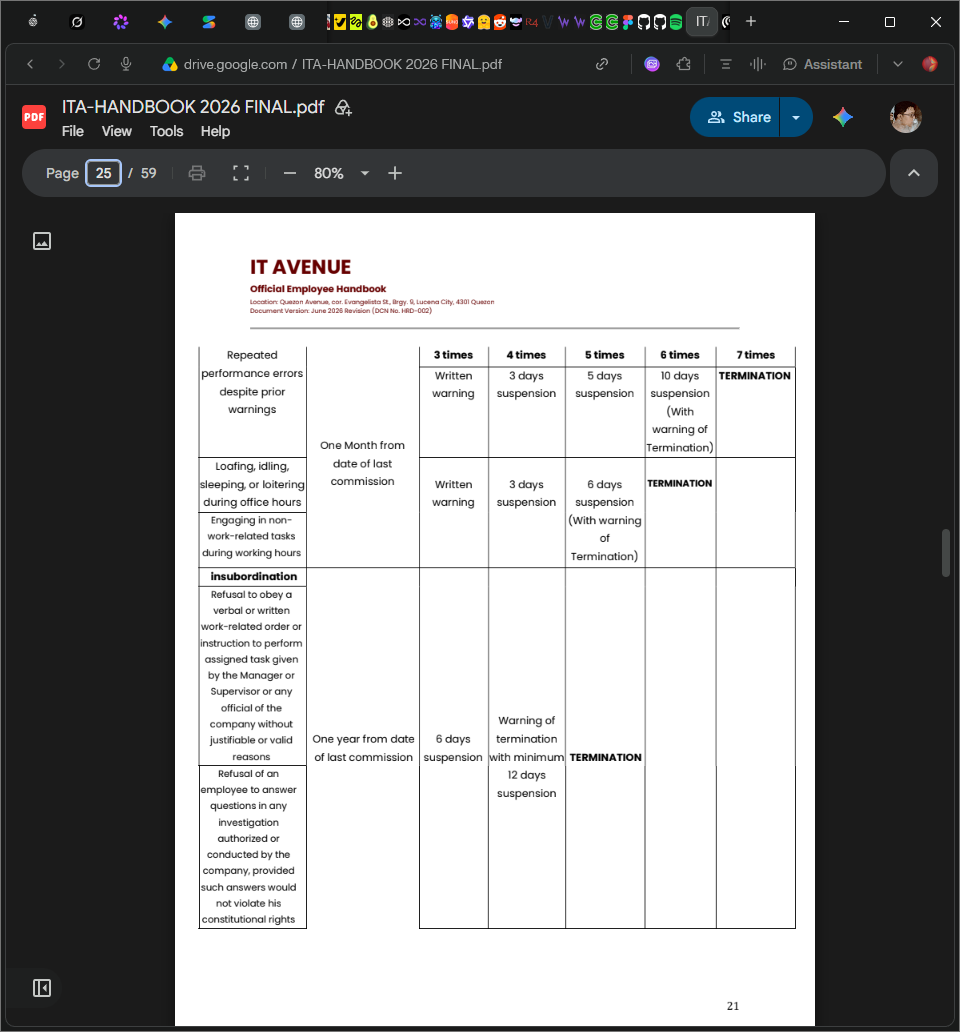 drive.google.com / ITA-HANDBOOK 2026 FINAL.pdf
Assistant
PDF
ITA-HANDBOOK 2026 FINAL.pdf
File View Tools Help
Share
Page 25 / 59
80%
IT AVENUE
Official Employee Handbook
Location: Quezon Avenue, cor. Evangelista St., Brgy. 9, Lucena City, 4301 Quezon
Document Version: June 2026 Revision (DCN No. HRD-002)
Repeated
performance errors
despite prior
warnings
One Month from
date of last
commission
3 times
4 times
5 times
6 times
7 times
Written
warning
3 days
suspension
5 days
suspension
10 days
suspension
(With
warning of
Termination)
TERMINATION
Loafing, idling,
sleeping, or loitering
during office hours
Engaging in non-
work-related tasks
during working hours
Written
warning
3 days
suspension
6 days
suspension
(With warning
of
Termination)
TERMINATION
insubordination
Refusal to obey a
verbal or written
work-related order or
instruction to perform
assigned task given
by the Manager or
Supervisor or any
official of the
company without
justifiable or valid
reasons
Refusal of an
employee to answer
questions in any
investigation
authorized or
conducted by the
company, provided
such answers would
not violate his
constitutional rights
One year from date
of last commission
6 days
suspension
Warning of
termination
with minimum
12 days
suspension
TERMINATION
21